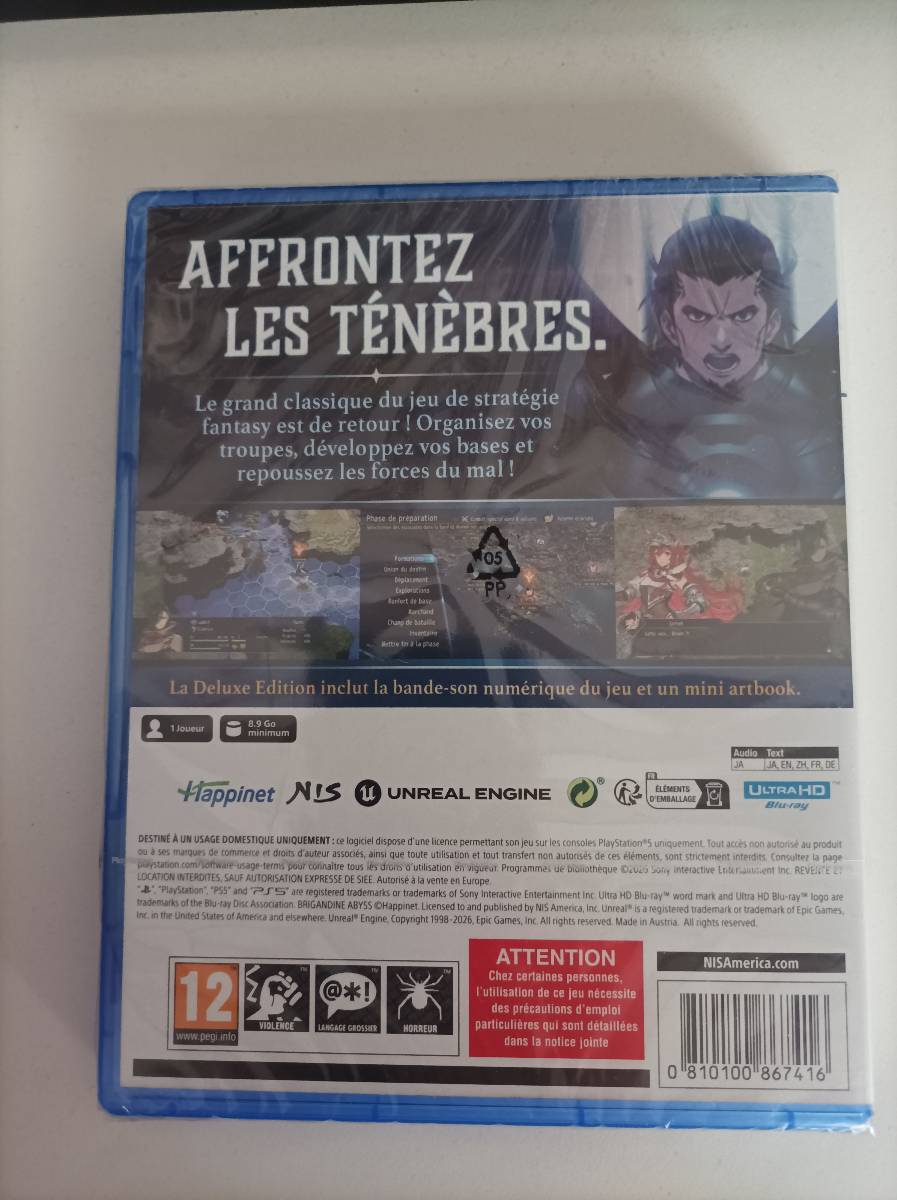 AFFRONTEZ
LES TÉNÈBRES.
Le grand classique du jeu de stratégie
fantasy est de retour ! Organisez vos
troupes, développez vos bases et
repoussez les forces du mal !
Phase de préparation
Formation
Union du destin
Déplacement
Explorations
Renfort de base
Marchand
Champ de bataille
Inventaire
Mettre fin à la phase
05
PP
La Deluxe Edition inclut la bande-son numérique du jeu et un mini artbook.
1 Joueur
8.9 Go
minimum
Audio Text
JA JA, EN, ZH, FR, DE
Happinet NIS UNREAL ENGINE
FR
ÉLÉMENTS
D'EMBALLAGE
ULTRA HD
Blu-ray™
DESTINÉ À UN USAGE DOMESTIQUE UNIQUEMENT : ce logiciel dispose d'une licence permettant son jeu sur les consoles PlayStation®5 uniquement. Tout accès non autorisé au produit
ou à ses marques de commerce et droits d'auteur associés, ainsi que toute utilisation et tout transfert non autorisés de ces éléments, sont strictement interdits. Consultez la page
playstation.com/software-usage-terms pour connaître tous les droits d'utilisation en vigueur. Programmes de bibliothèque ©2025 Sony Interactive Entertainment Inc. REVENTE ET
LOCATION INTERDITES, SAUF AUTORISATION EXPRESSE DE SIEE. Autorisé à la vente en Europe.
"PlayStation", "PS5" and "PS5" are registered trademarks or trademarks of Sony Interactive Entertainment Inc. Ultra HD Blu-ray™ word mark and Ultra HD Blu-ray™ logo are
trademarks of the Blu-ray Disc Association. BRIGANDINE ABYSS ©Happinet. Licensed to and published by NIS America, Inc. Unreal® is a registered trademark or trademark of Epic Games,
Inc. in the United States of America and elsewhere. Unreal® Engine, Copyright 1998-2026, Epic Games, Inc. All rights reserved. Made in Austria. All rights reserved.
12
www.pegi.info
VIOLENCE
@*!
LANGAGE GROSSIER
HORREUR
ATTENTION
Chez certaines personnes,
l'utilisation de ce jeu nécessite
des précautions d'emploi
particulières qui sont détaillées
dans la notice jointe
NISAmerica.com
0 810100 867416